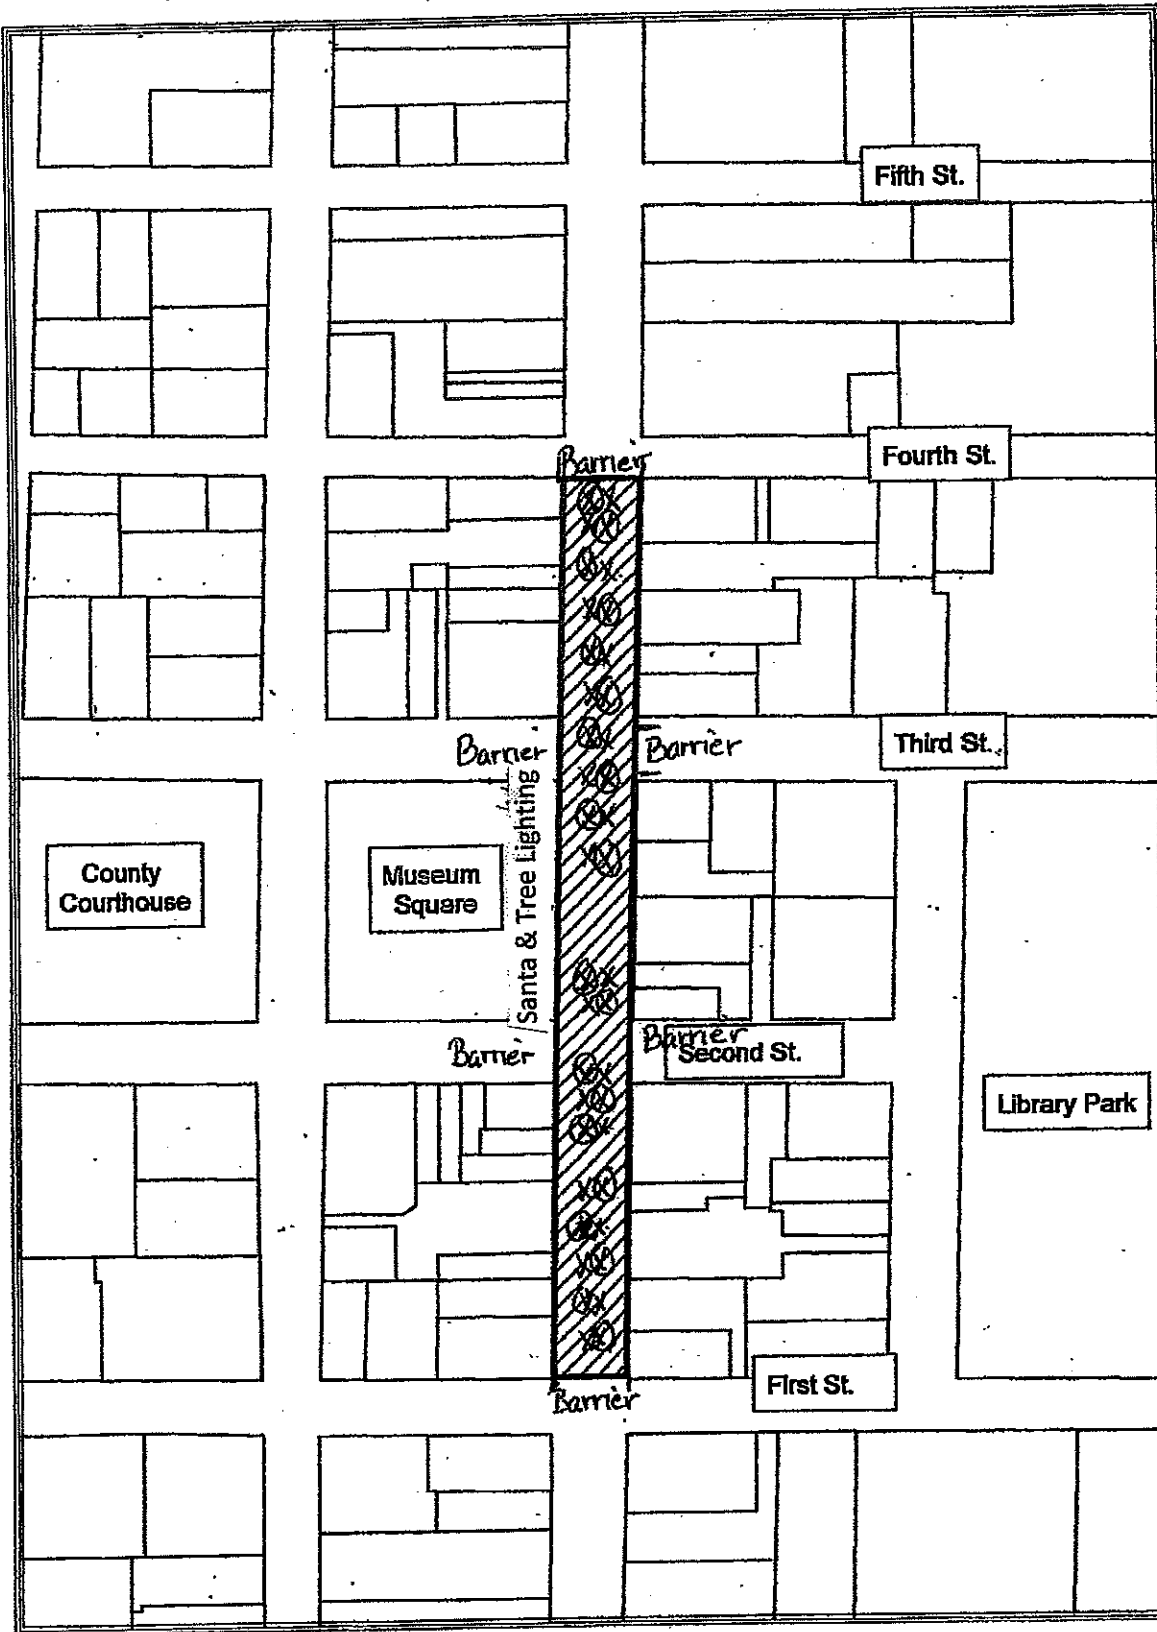 Fifth St.
Barrier
Fourth St.
Barrier
Barrier
Third St.
County
Courthouse
Museum
Square
Santa & Tree Lighting
Barrier
Barrier
Second St.
Library Park
First St.
Barrier